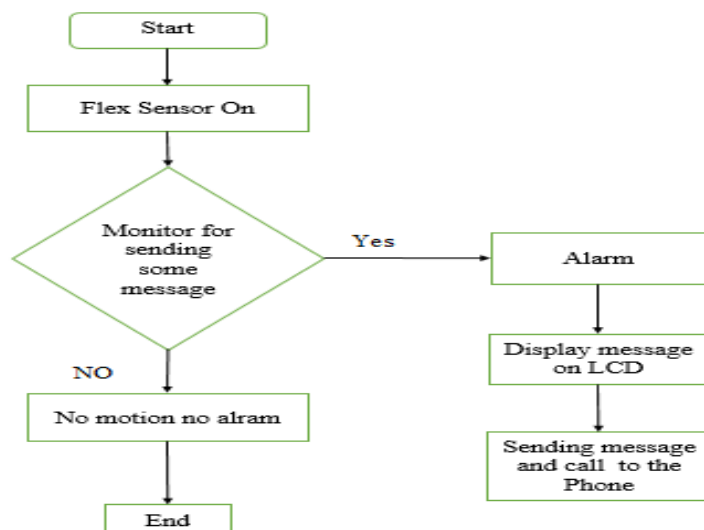 Start
Flex Sensor On
Monitor for
sending
some
message
Yes
Alarm
Display message
on LCD
Sending message
and call to the
Phone
NO
No motion no alram
End